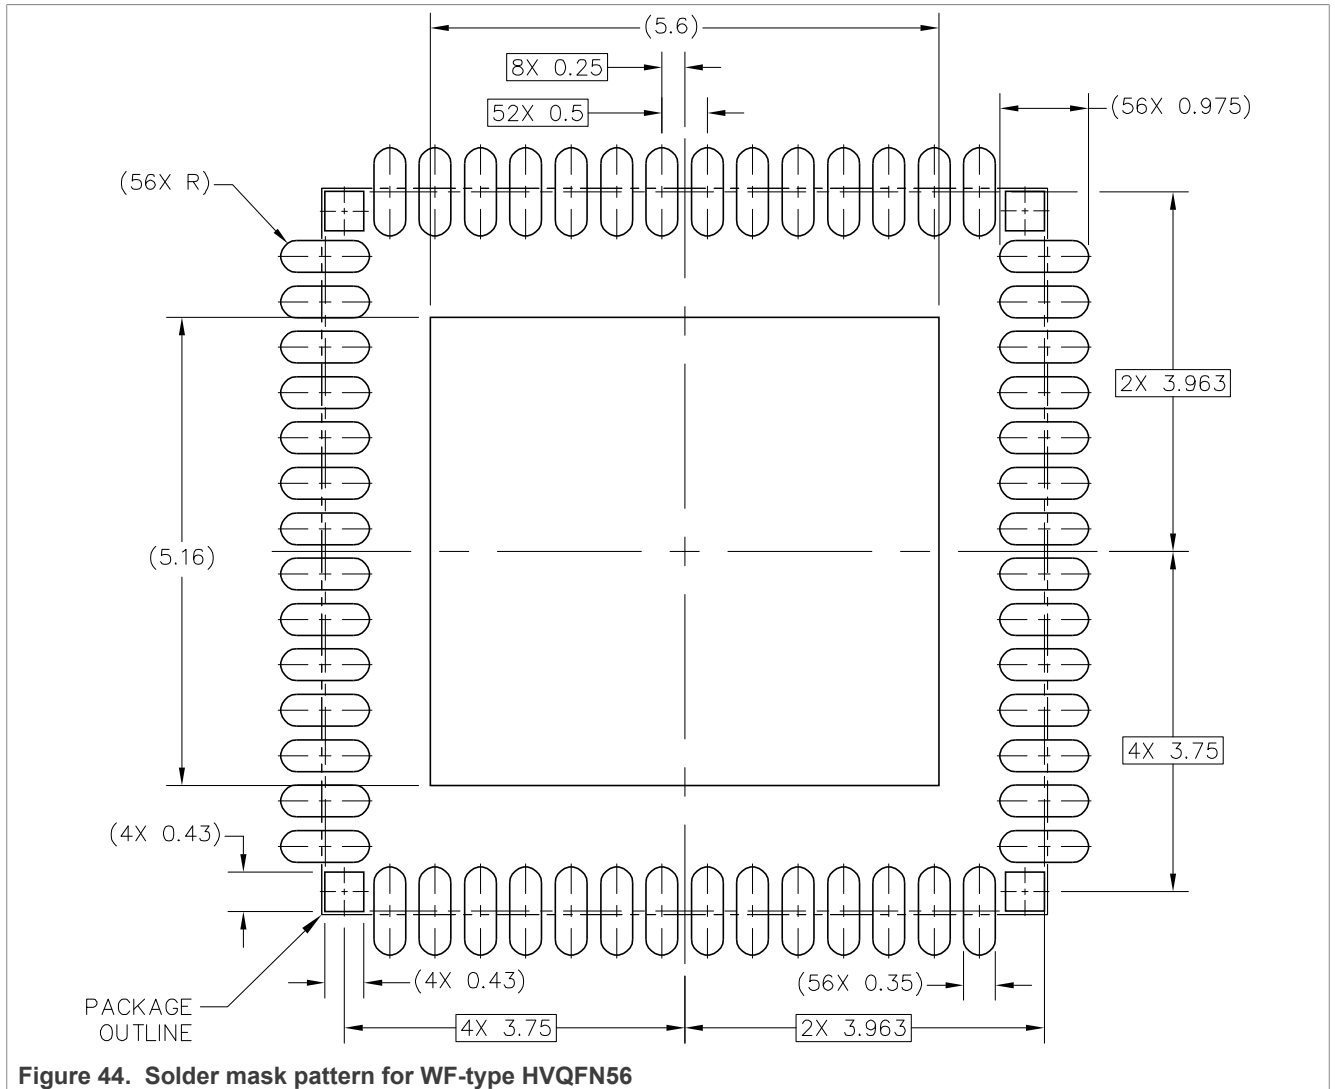 (5.6)
8X 0.25
52X 0.5
(56X 0.975)
(56X R)
2X 3.963
(5.16)
4X 3.75
(4X 0.43)
(4X 0.43)
(56X 0.35)
PACKAGE
OUTLINE
4X 3.75
2X 3.963
Figure 44. Solder mask pattern for WF-type HVQFN56